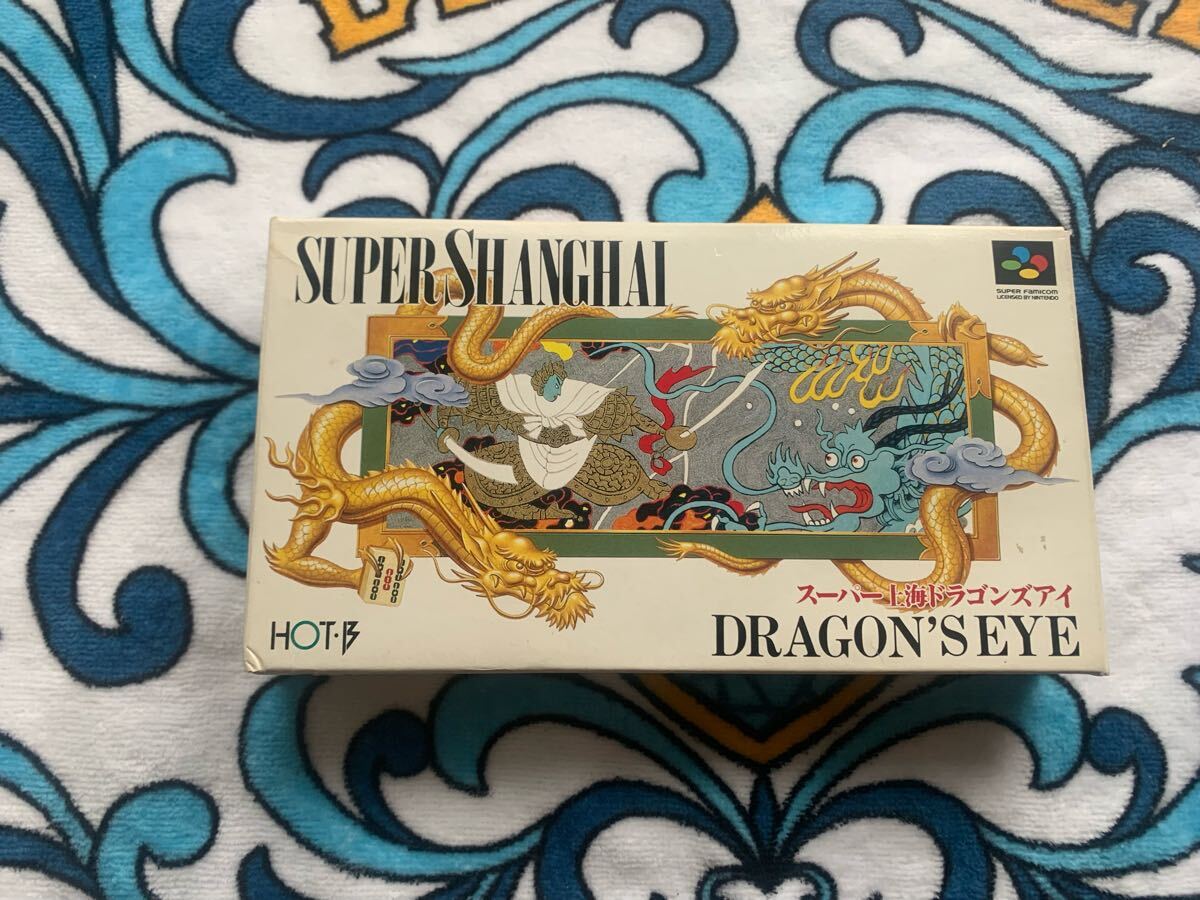 SUPER SHANGHAI
SUPER FAMICOM
LICENSED BY NINTENDO
スーパー上海ドラゴンズアイ
HOT・B
DRAGON'S EYE